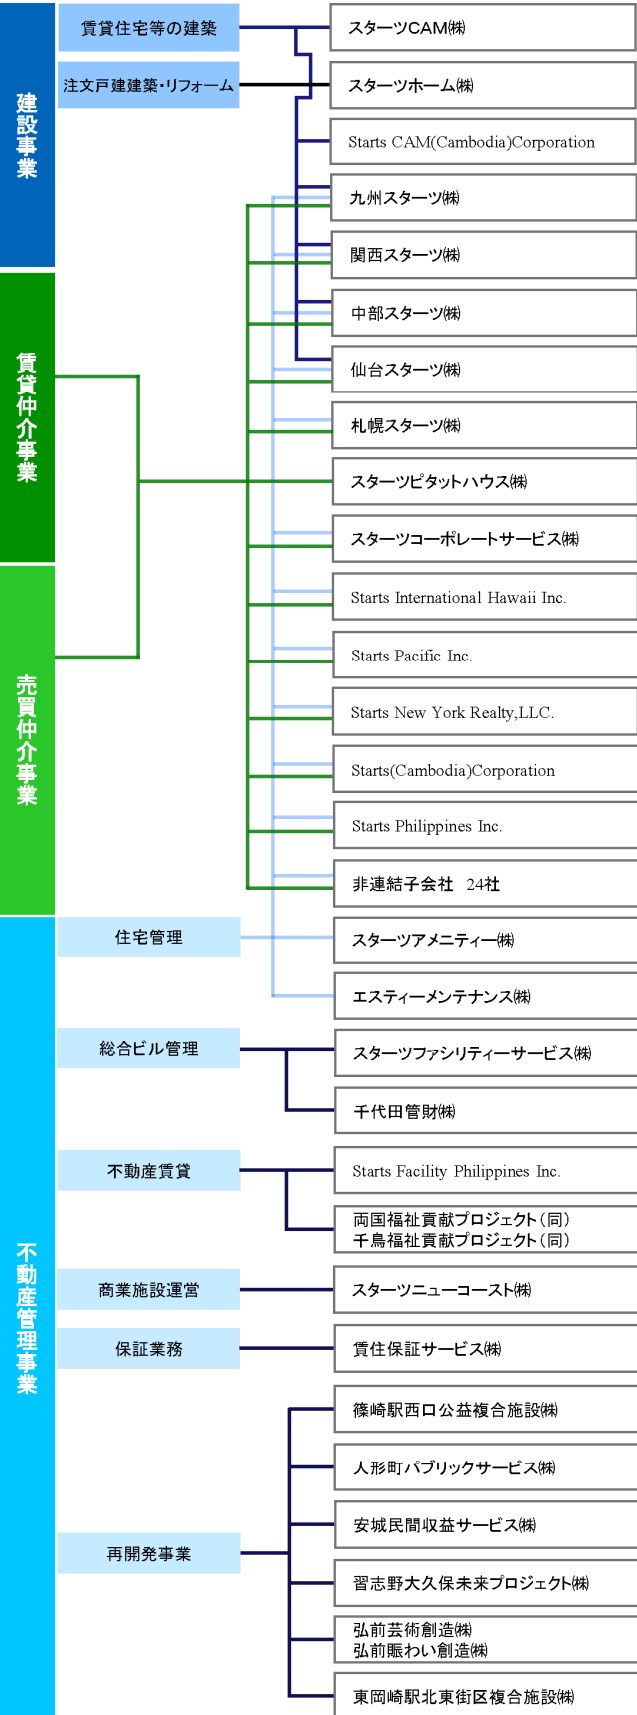 建設事業
賃貸住宅等の建築
スターツCAM㈱
注文戸建建築・リフォーム
スターツホーム㈱
Starts CAM(Cambodia)Corporation
九州スターツ㈱
関西スターツ㈱
中部スターツ㈱
仙台スターツ㈱
賃貸仲介事業
札幌スターツ㈱
スターツピタットハウス㈱
スターツコーポレートサービス㈱
Starts International Hawaii Inc.
Starts Pacific Inc.
売買仲介事業
Starts New York Realty,LLC.
Starts(Cambodia)Corporation
Starts Philippines Inc.
非連結子会社 24社
不動産管理事業
住宅管理
スターツアメニティー㈱
エスティーメンテナンス㈱
総合ビル管理
スターツファシリティーサービス㈱
千代田管財㈱
不動産賃貸
Starts Facility Philippines Inc.
両国福祉貢献プロジェクト（同）
千鳥福祉貢献プロジェクト（同）
商業施設運営
スターツニューコースト㈱
保証業務
賃住保証サービス㈱
再開発事業
篠崎駅西口公益複合施設㈱
人形町パブリックサービス㈱
安城民間収益サービス㈱
習志野大久保未来プロジェクト㈱
弘前芸術創造㈱
弘前賑わい創造㈱
東岡崎駅北東街区複合施設㈱